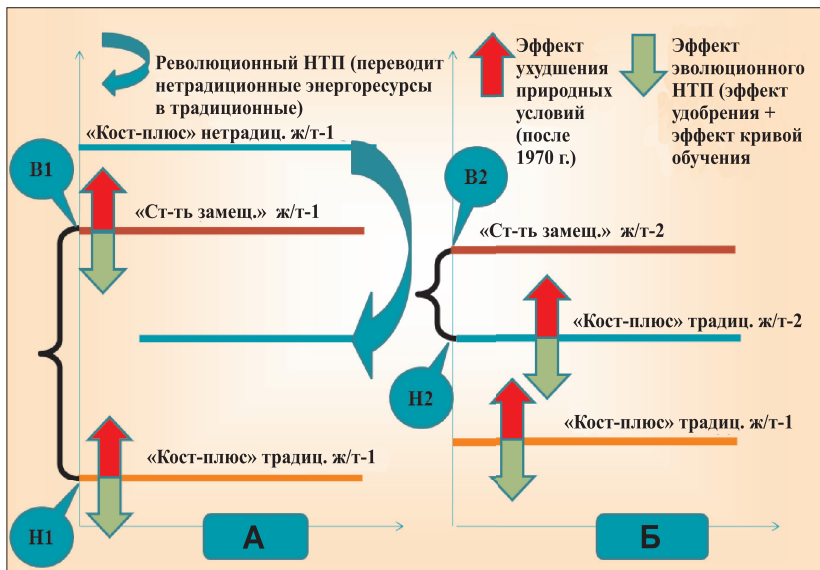 Революционный НТП (переводит
нетрадиционные энергоресурсы
в традиционные)
Эффект
ухудшения
природных
условий
(после
1970 г.)
Эффект
эволюционного
НТП (эффект
удобрения +
эффект кривой
обучения
«Кост-плюс» нетрадиц. ж/т-1
В1
«Ст-ть замещ.» ж/т-1
«Кост-плюс» традиц. ж/т-1
Н1
А
В2
«Ст-ть замещ.» ж/т-2
«Кост-плюс» традиц. ж/т-2
Н2
«Кост-плюс» традиц. ж/т-1
Б